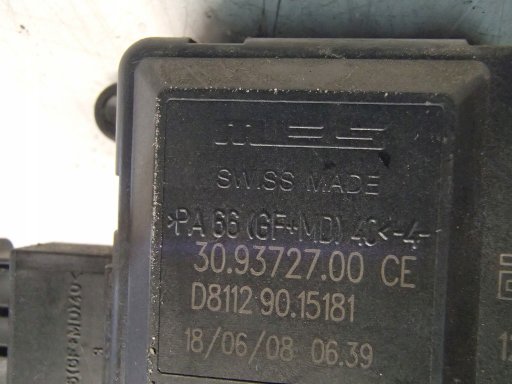 MES
SWISS MADE
>PA 66 (GF+MD) 40< -4-
30.93727.00 CE
D8112 90.15181
18/06/08 06.39